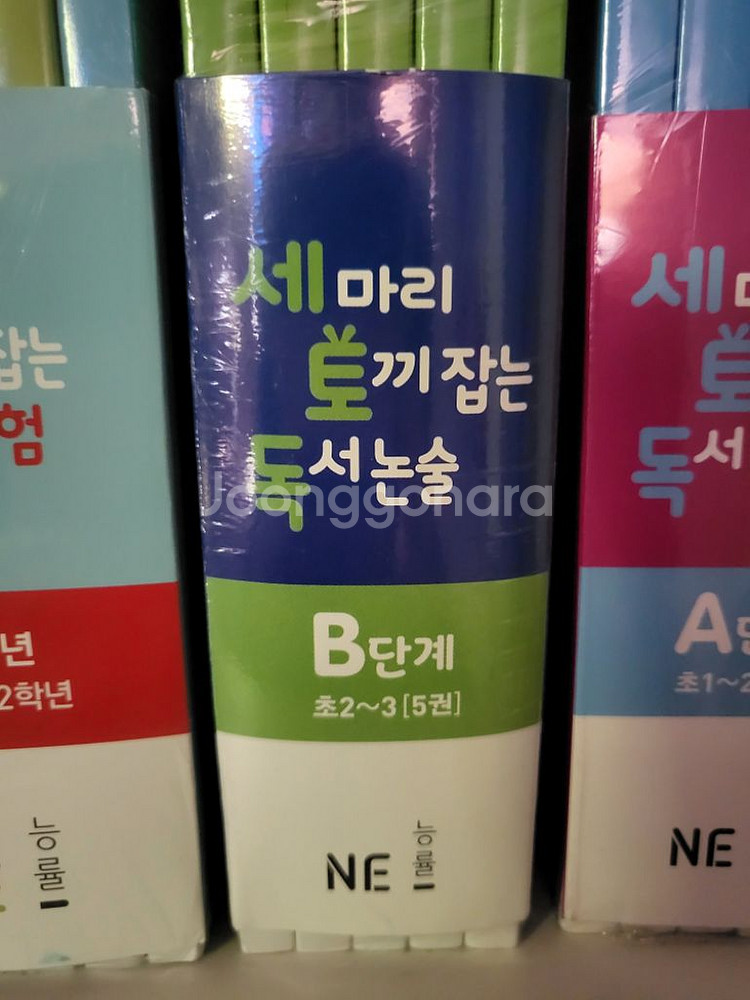 세마리
토끼잡는
독서논술
B단계
초2~3 [5권]
NE 능률
Joonggonara
잡는
험
년
2학년
능률
세
토
독서
A단
초1~2
NE